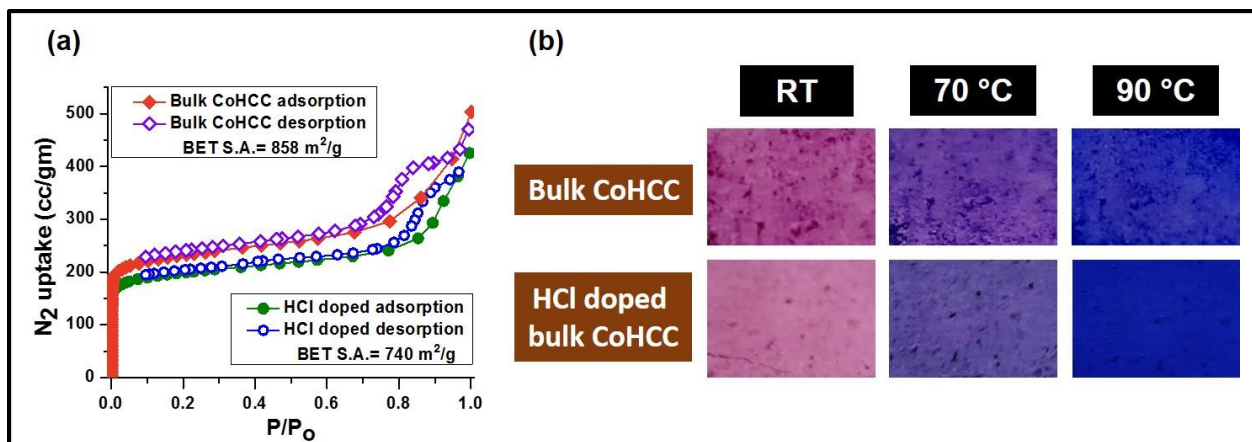 (a)
N₂ uptake (cc/gm)
500
400
300
200
100
0
Bulk CoHCC adsorption
Bulk CoHCC desorption
BET S.A.= 858 m²/g
HCl doped adsorption
HCl doped desorption
BET S.A.= 740 m²/g
0.0 0.2 0.4 0.6 0.8 1.0
P/Pₒ
(b)
RT 70 °C 90 °C
Bulk CoHCC
HCl doped
bulk CoHCC